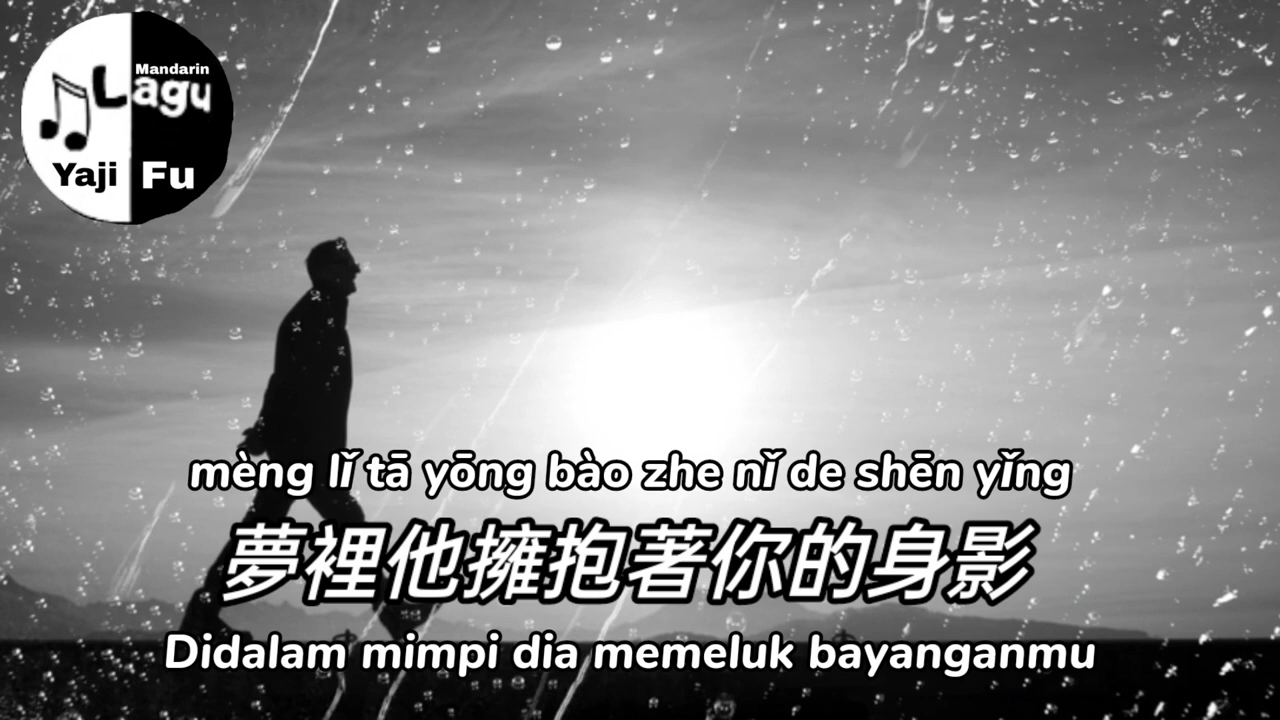 Mandarin
Lagu
Yaji Fu
mèng lǐ tā yōng bào zhe nǐ de shēn yǐng
夢裡他擁抱著你的身影
Didalam mimpi dia memeluk bayanganmu